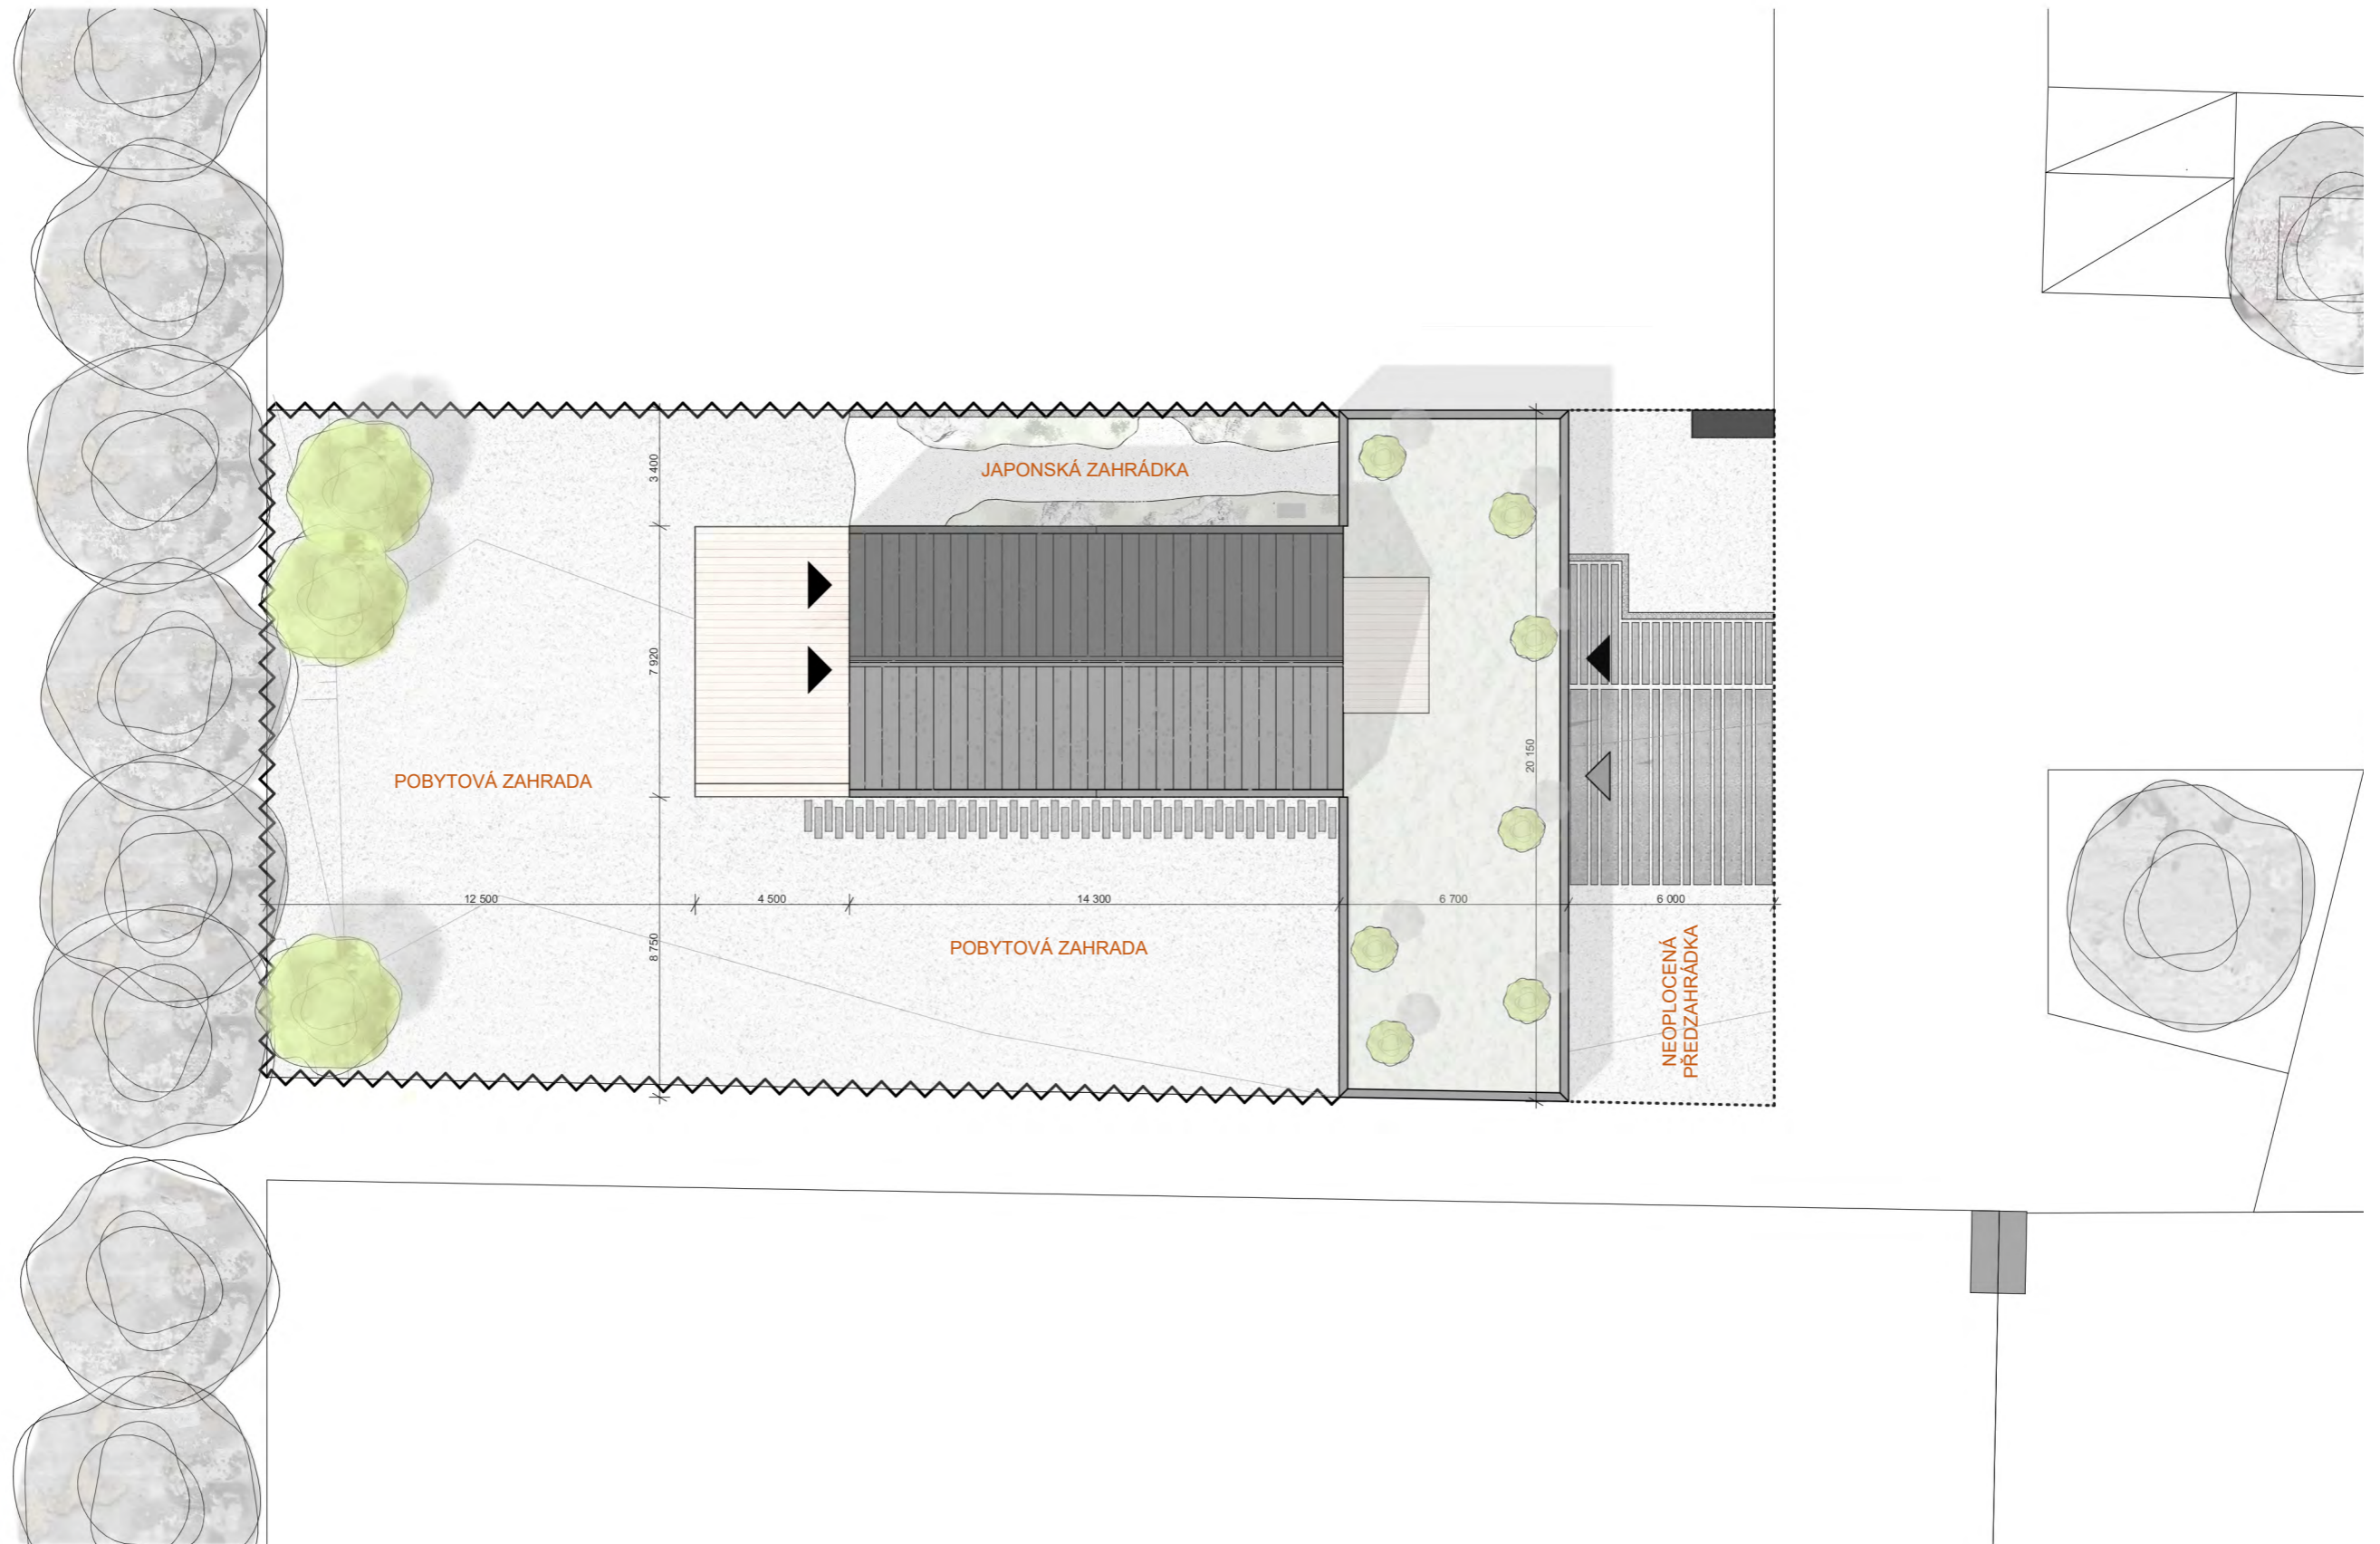 3 400
JAPONSKÁ ZAHRÁDKA
7 920
20 150
POBYTOVÁ ZAHRADA
12 500
4 500
14 300
6 700
6 000
8 750
POBYTOVÁ ZAHRADA
NEOPLOCENÁ
PŘEDZAHRÁDKA